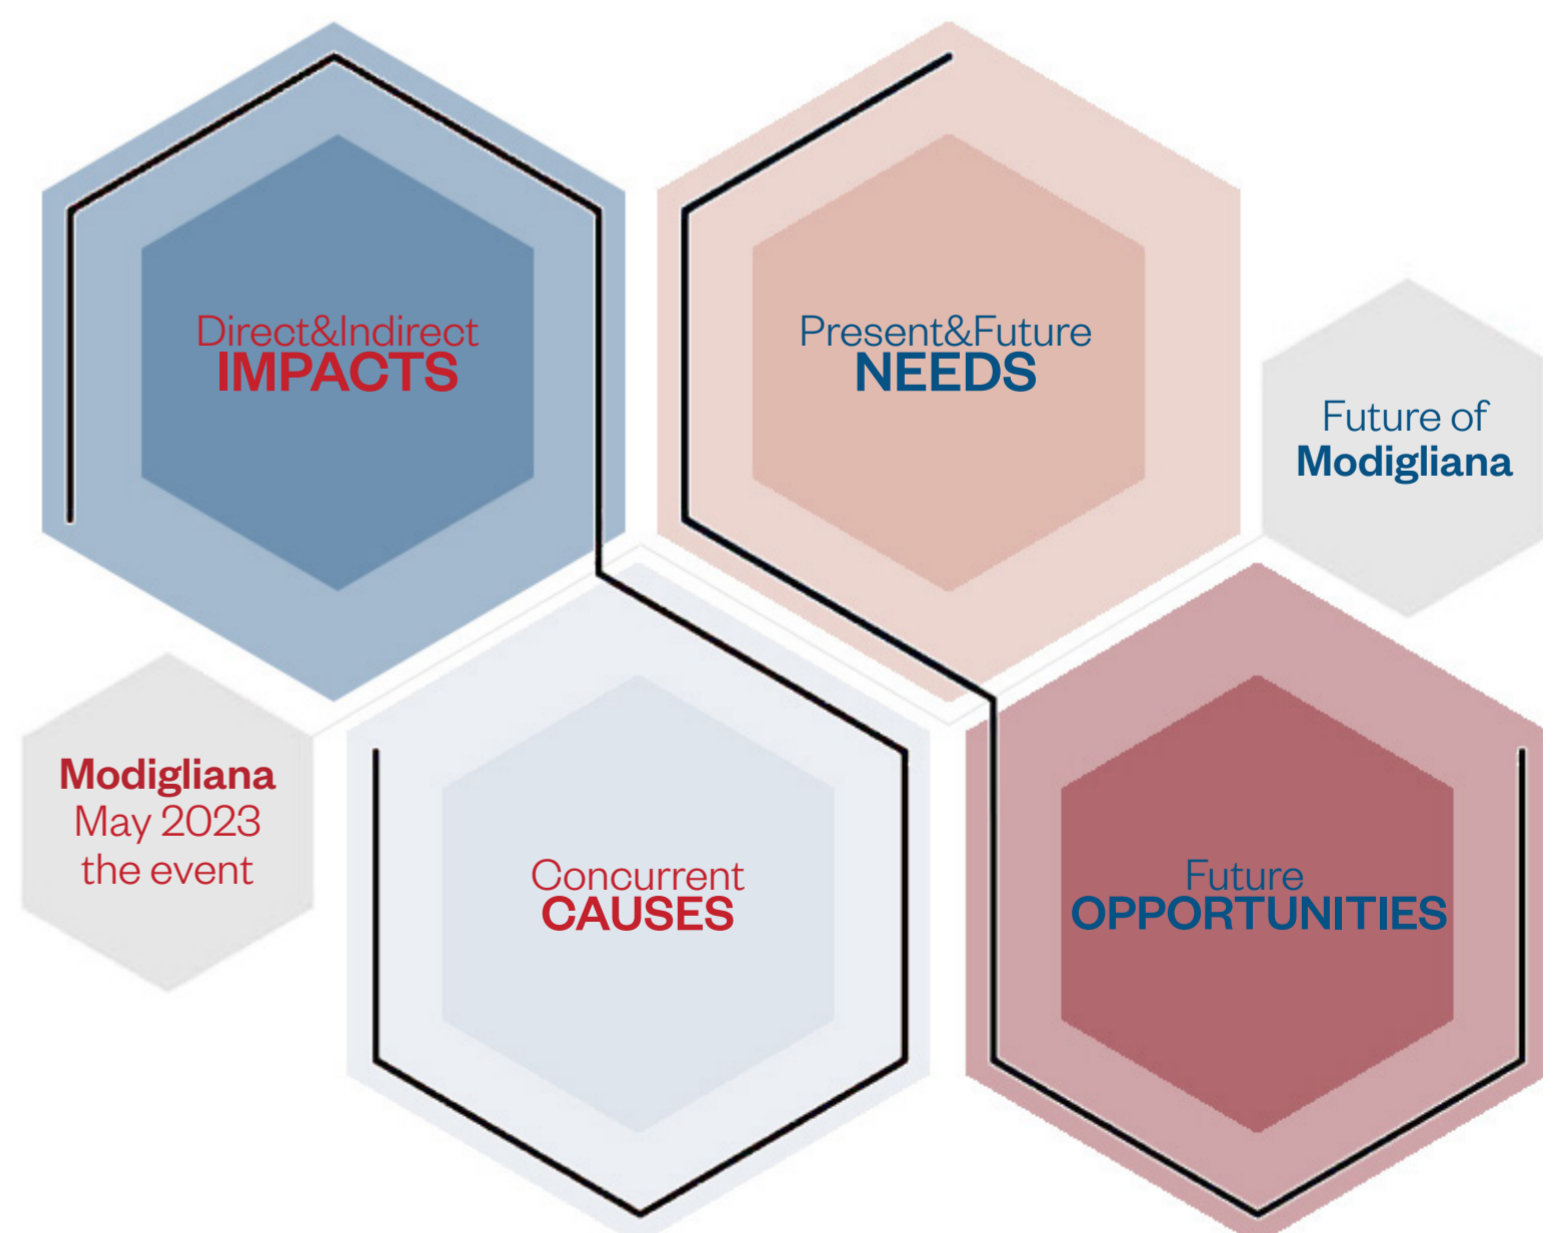 Direct&Indirect
IMPACTS
Present&Future
NEEDS
Future of
Modigliana
Modigliana
May 2023
the event
Concurrent
CAUSES
Future
OPPORTUNITIES